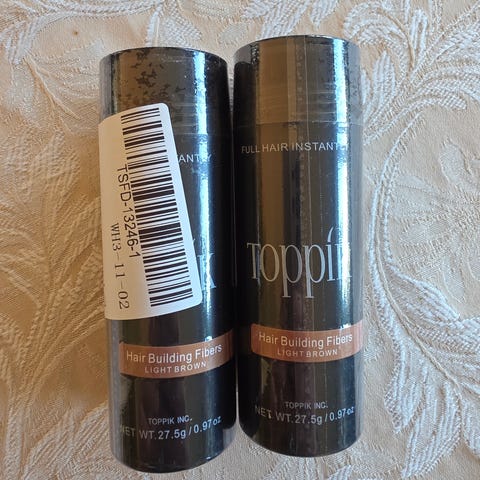 ANTLY
TSFD-13246-1
WH3-11-02
k
Hair Building Fibers
LIGHT BROWN
TOPPIK INC.
NET WT. 27.5g / 0.97oz
FULL HAIR INSTANTLY
Toppik
Hair Building Fibers
LIGHT BROWN
TOPPIK INC.
NET WT. 27.5g / 0.97oz